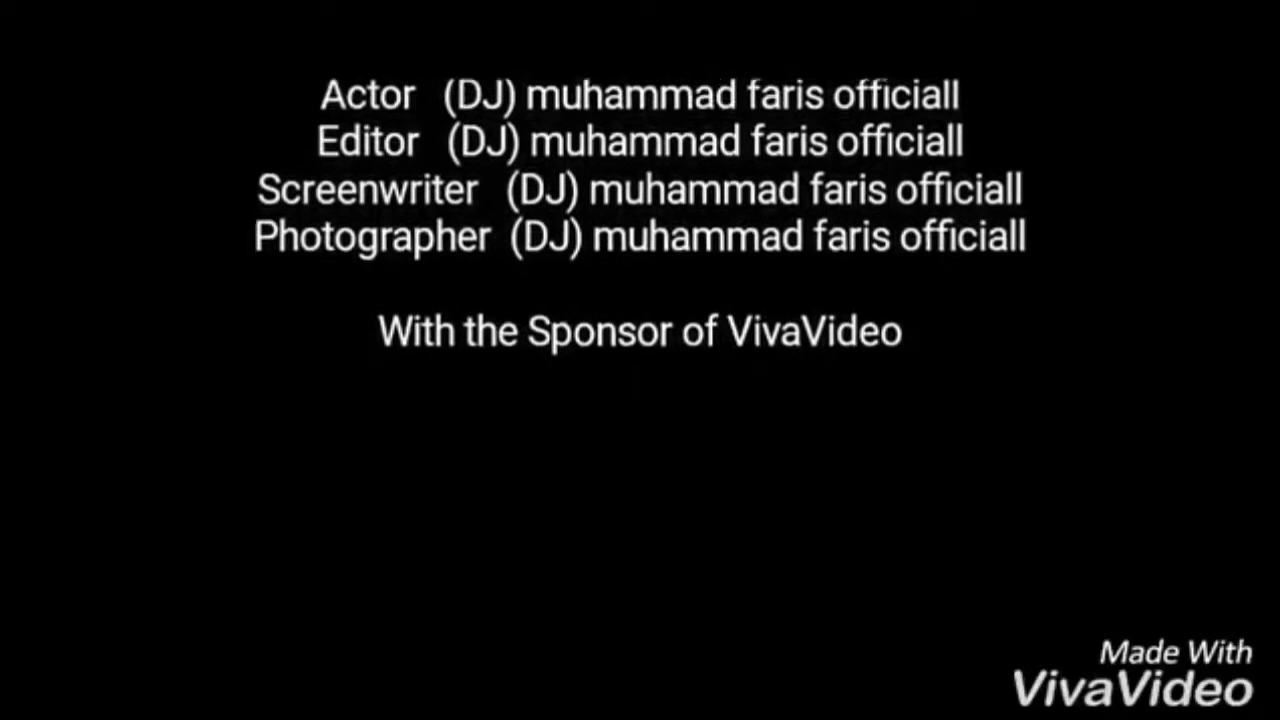 Actor (DJ) muhammad faris officiall
Editor (DJ) muhammad faris officiall
Screenwriter (DJ) muhammad faris officiall
Photographer (DJ) muhammad faris officiall
With the Sponsor of VivaVideo
Made With
VivaVideo